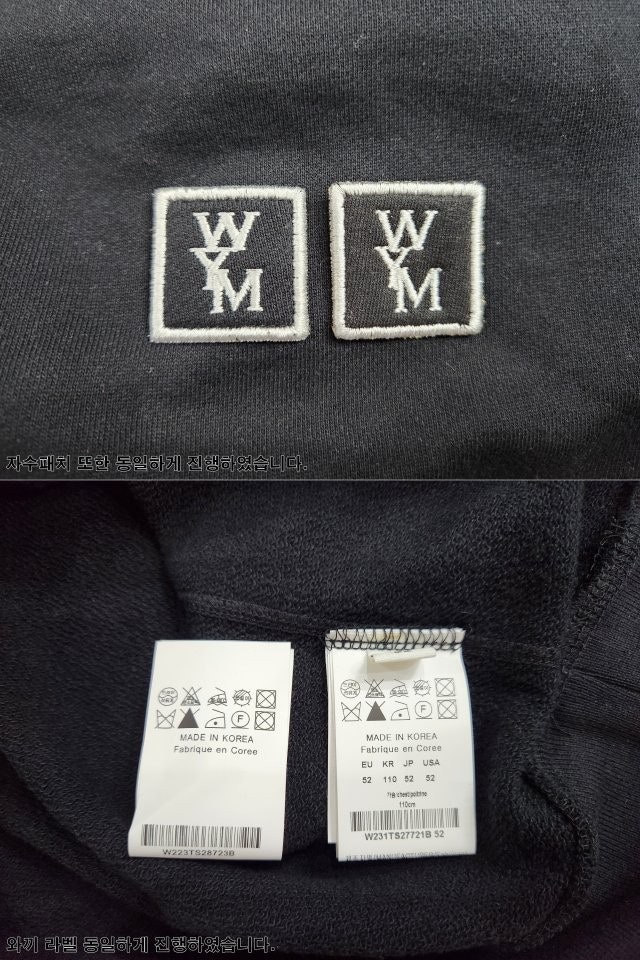 W
Y
M
W
Y
M
자수패치 또한 동일하게 진행하였습니다.
MADE IN KOREA
Fabrique en Coree
W223TS28723B
F
MADE IN KOREA
Fabrique en Coree
EU KR JP USA
52 110 52 52
110cm
W231TS27721B 52
와끼 라벨 동일하게 진행하였습니다.